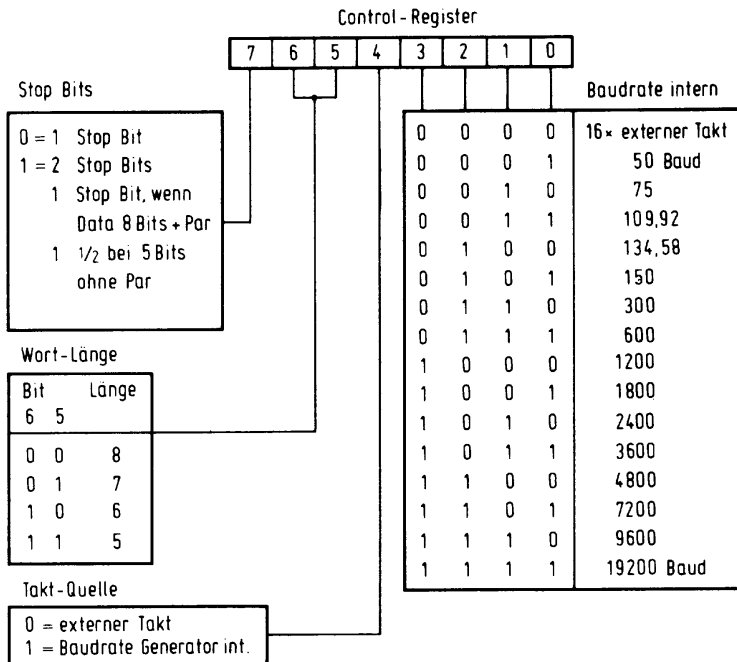 Control-Register
7 6 5 4 3 2 1 0
Stop Bits
0 = 1 Stop Bit
1 = 2 Stop Bits
1 Stop Bit, wenn
Data 8 Bits + Par
1 1/2 bei 5 Bits
ohne Par
Wort-Länge
Bit Länge
6 5
0 0 8
0 1 7
1 0 6
1 1 5
Takt-Quelle
0 = externer Takt
1 = Baudrate Generator int.
Baudrate intern
0 0 0 0 16× externer Takt
0 0 0 1 50 Baud
0 0 1 0 75
0 0 1 1 109,92
0 1 0 0 134,58
0 1 0 1 150
0 1 1 0 300
0 1 1 1 600
1 0 0 0 1200
1 0 0 1 1800
1 0 1 0 2400
1 0 1 1 3600
1 1 0 0 4800
1 1 0 1 7200
1 1 1 0 9600
1 1 1 1 19200 Baud